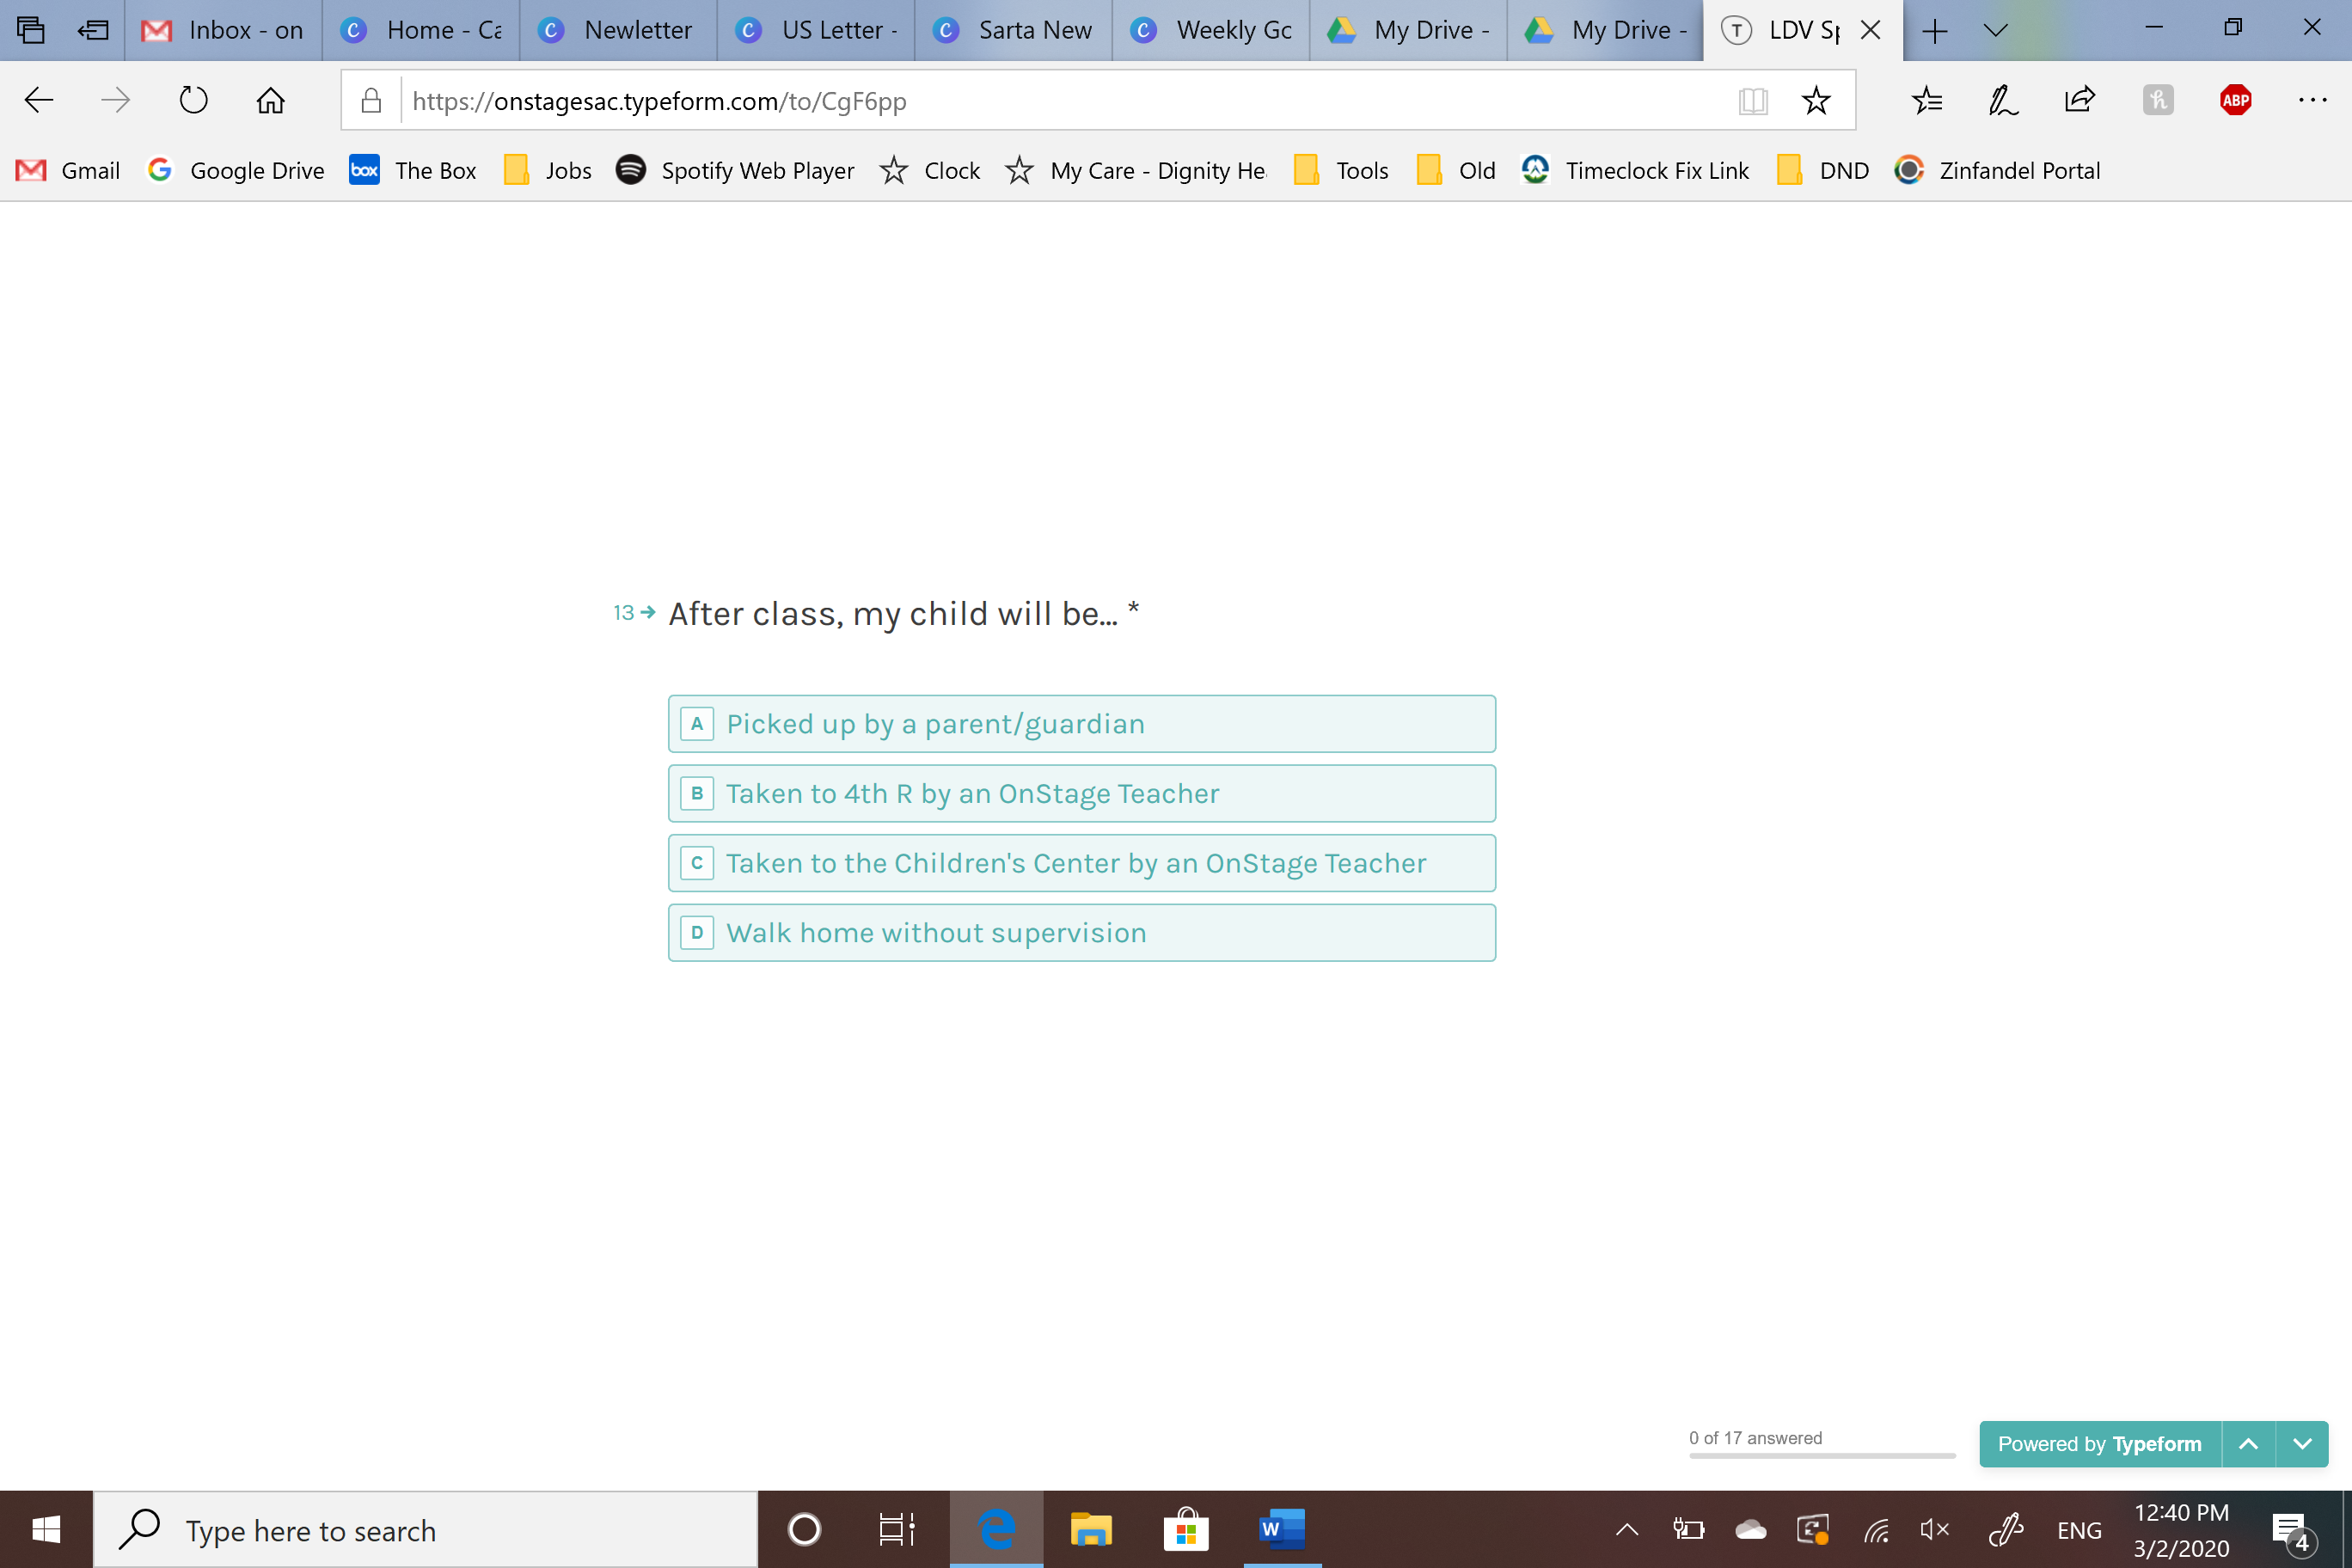 Inbox - on
Home - Ca
Newletter
US Letter -
Sarta New
Weekly Go
My Drive -
My Drive -
T LDV Sp
https://onstagesac.typeform.com/to/CgF6pp
ABP
Gmail
Google Drive
box The Box
Jobs
Spotify Web Player
Clock
My Care - Dignity He
Tools
Old
Timeclock Fix Link
DND
Zinfandel Portal
13 → After class, my child will be... *
A Picked up by a parent/guardian
B Taken to 4th R by an OnStage Teacher
C Taken to the Children's Center by an OnStage Teacher
D Walk home without supervision
0 of 17 answered
Powered by Typeform
Type here to search
W
ENG
12:40 PM
3/2/2020
4